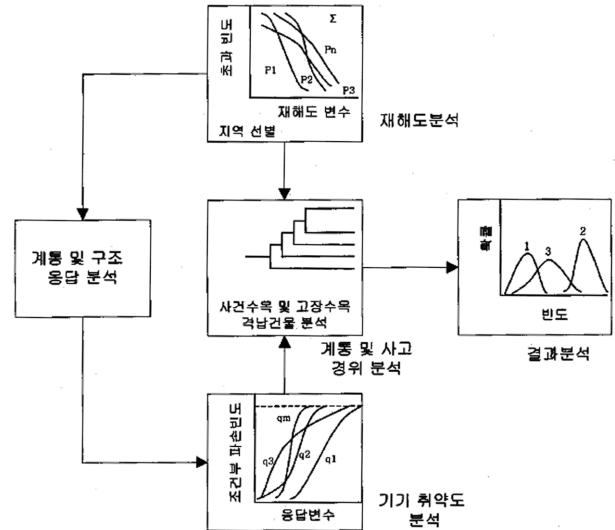 초과 빈도
Σ
Pn
P1
P2
P3
재해도 변수
지역 선별
재해도분석
계통 및 구조
응답 분석
사건수목 및 고장수목
격납건물 분석
계통 및 사고
경위 분석
확률
1
3
2
빈도
결과분석
조건부 파손빈도
qm
q3
q2
q1
응답변수
기기 취약도
분석